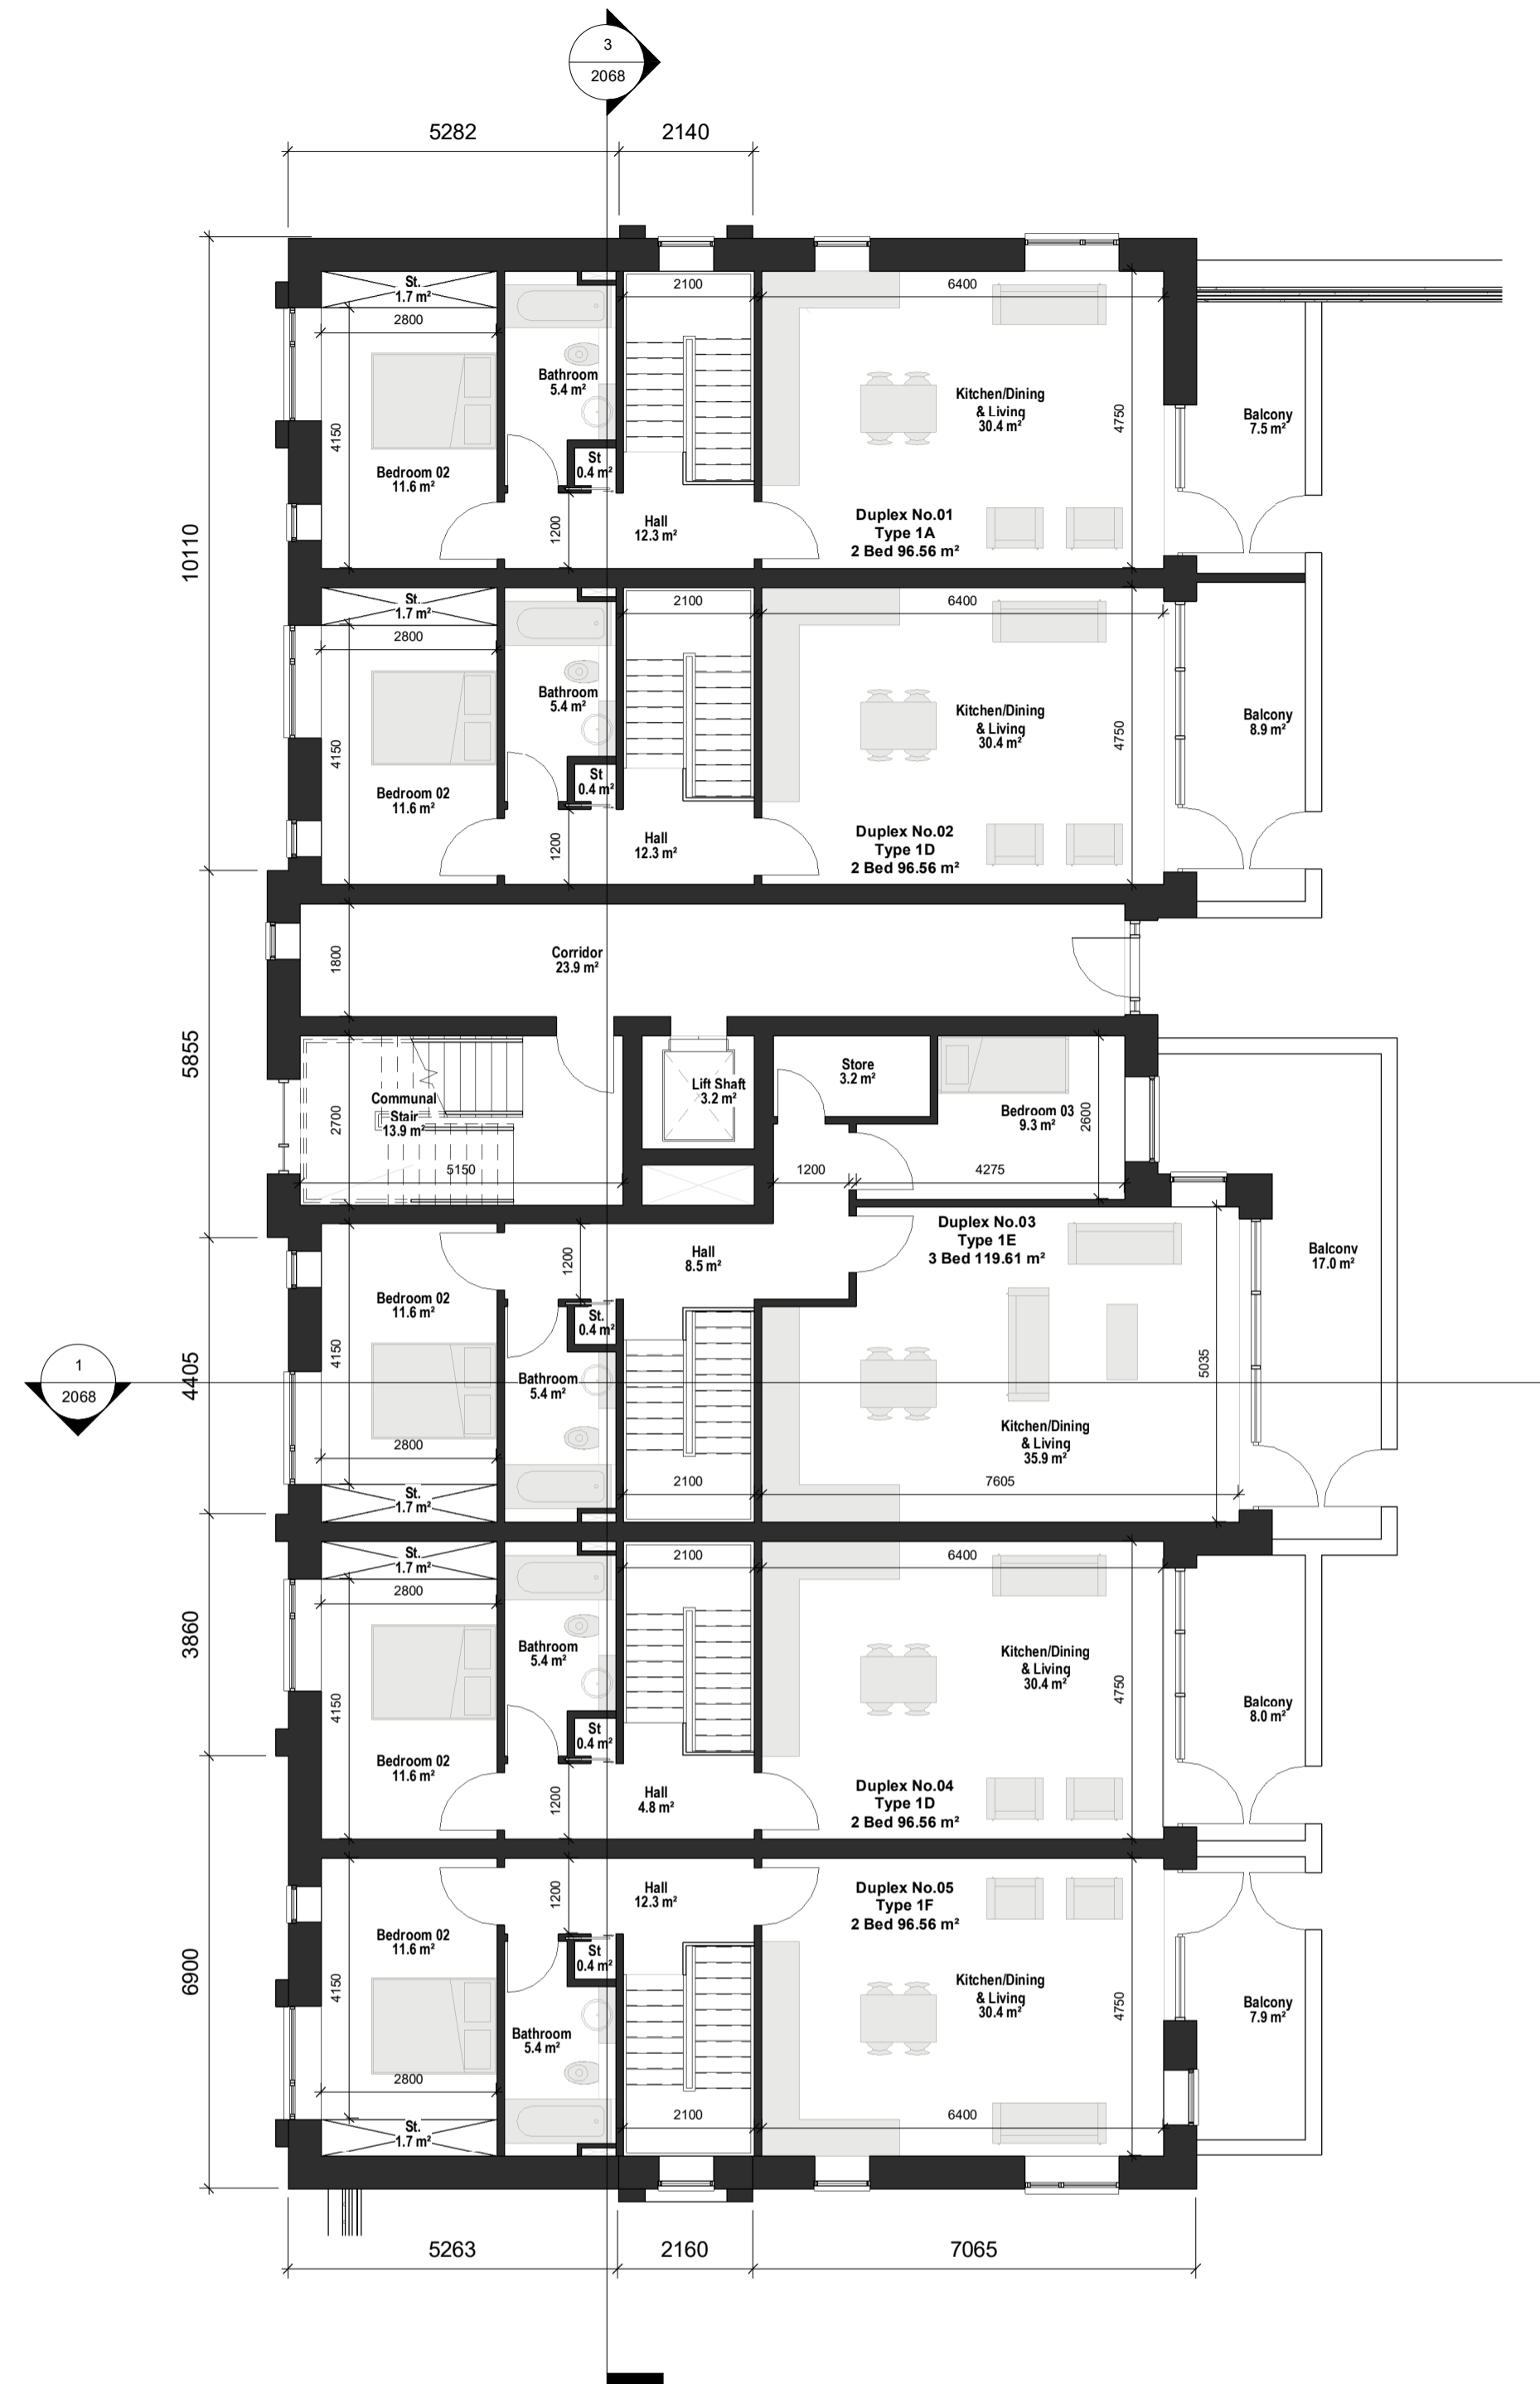 3
2068
5282
2140
St.
1.7 m²
2800
2100
6400
Bathroom
5.4 m²
Kitchen/Dining
& Living
30.4 m²
4750
Balcony
7.5 m²
4150
Bedroom 02
11.6 m²
St
0.4 m²
1200
Hall
12.3 m²
Duplex No.01
Type 1A
2 Bed 96.56 m²
10110
St.
1.7 m²
2800
2100
6400
Bathroom
5.4 m²
Kitchen/Dining
& Living
30.4 m²
4750
Balcony
8.9 m²
4150
Bedroom 02
11.6 m²
St
0.4 m²
1200
Hall
12.3 m²
Duplex No.02
Type 1D
2 Bed 96.56 m²
1800
Corridor
23.9 m²
5855
Communal
Stair
13.9 m²
2700
5150
Lift Shaft
3.2 m²
Store
3.2 m²
Bedroom 03
9.3 m²
2600
1200
4275
Duplex No.03
Type 1E
3 Bed 119.61 m²
Balconv
17.0 m²
1200
Hall
8.5 m²
Bedroom 02
11.6 m²
St.
0.4 m²
4150
1
2068
4405
Bathroom
5.4 m²
5035
Kitchen/Dining
& Living
35.9 m²
2800
2100
7605
St.
1.7 m²
St.
1.7 m²
2800
2100
6400
3860
Bathroom
5.4 m²
Kitchen/Dining
& Living
30.4 m²
4750
Balcony
8.0 m²
4150
Bedroom 02
11.6 m²
St
0.4 m²
1200
Hall
4.8 m²
Duplex No.04
Type 1D
2 Bed 96.56 m²
1200
Hall
12.3 m²
Duplex No.05
Type 1F
2 Bed 96.56 m²
Bedroom 02
11.6 m²
St
0.4 m²
6900
4150
Kitchen/Dining
& Living
30.4 m²
4750
Balcony
7.9 m²
Bathroom
5.4 m²
2800
2100
6400
St.
1.7 m²
5263
2160
7065